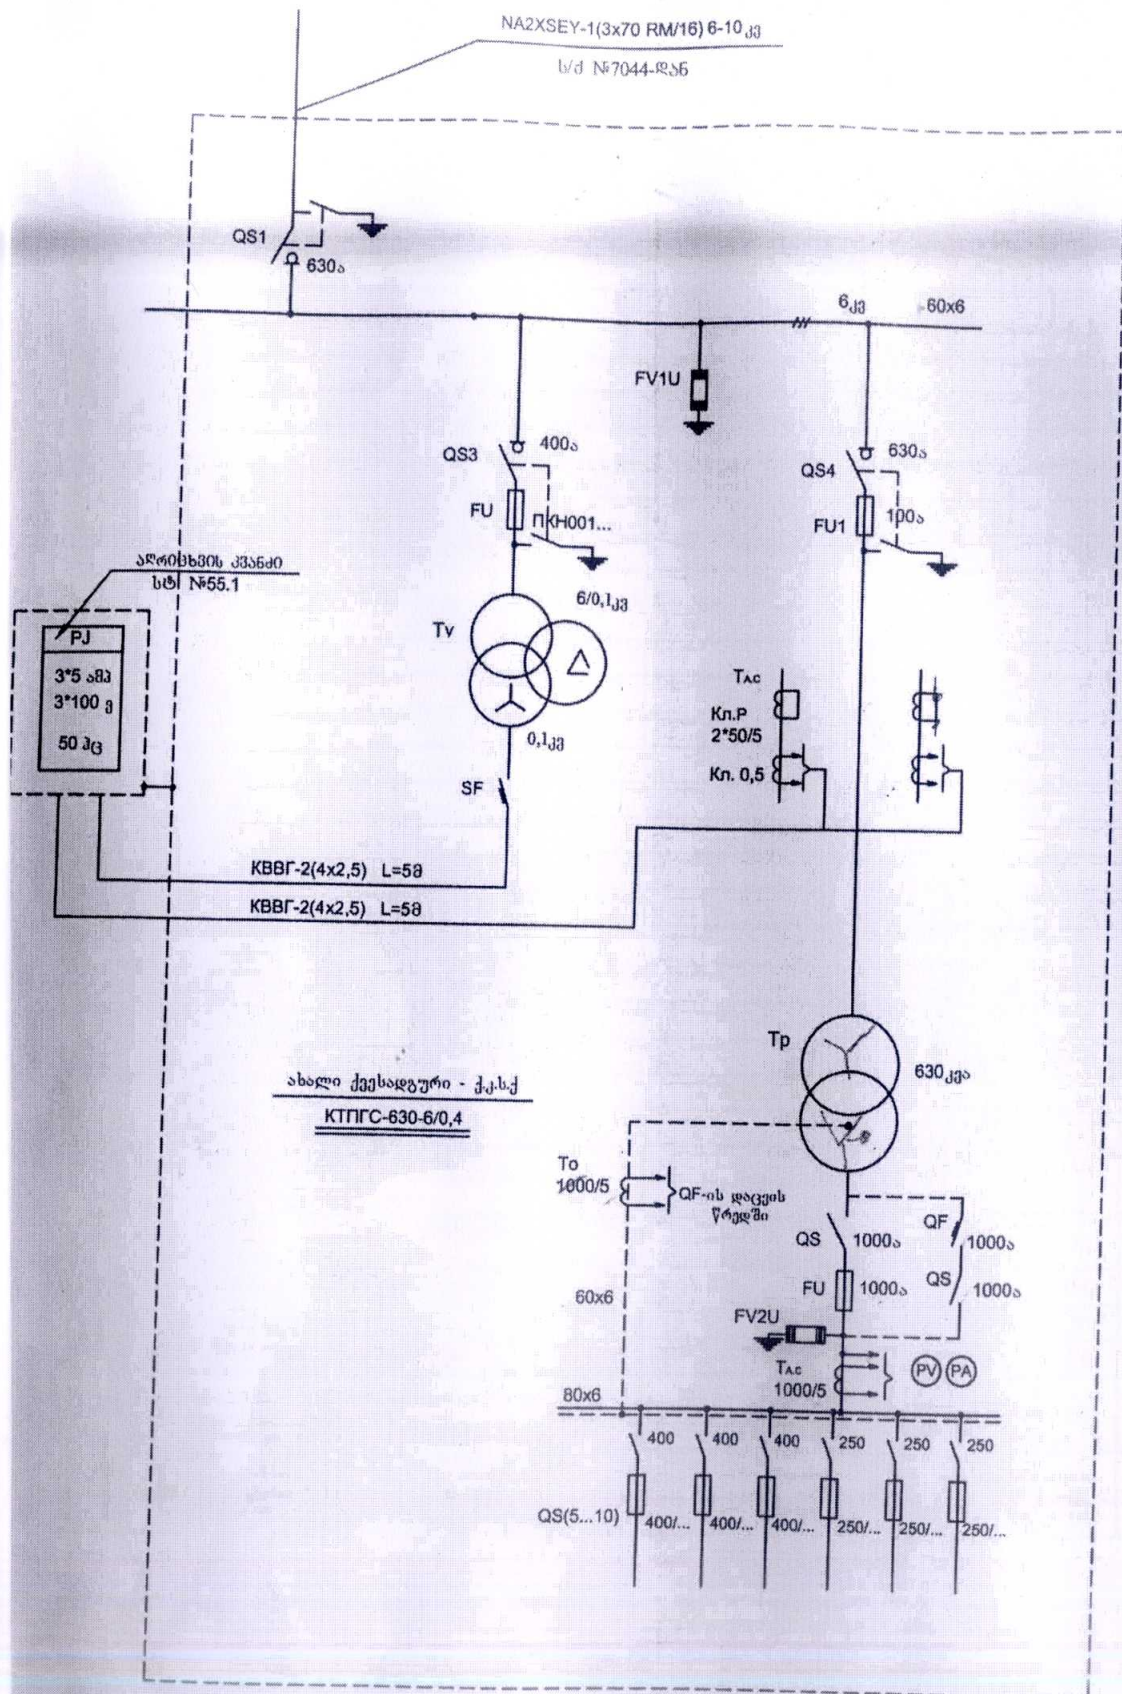 NA2XSEY-1(3x70 RM/16) 6-10კვ
ს/ძ №7044-დან
QS1
630ა
6კვ
60x6
FV1U
QS3
400ა
FU
ПКН001...
QS4
630ა
FU1
100ა
აღრიცხვის კვანძი
სტ №55.1
PJ
3*5 ამპ
3*100 ვ
50 ჰც
6/0,1კვ
Tv
0,1კვ
SF
TA.C
Кл.Р
2*50/5
Кл. 0,5
КВВГ-2(4x2,5) L=5მ
КВВГ-2(4x2,5) L=5მ
Tp
630კვა
ახალი ქვესადგური - ქ.კ.ს.ქ
КТПГС-630-6/0,4
To
1000/5
QF-ის დაცვის
წრედში
QS
1000ა
QF
1000ა
FU
1000ა
QS
1000ა
60x6
FV2U
TA.C
1000/5
PV
PA
80x6
400
400
400
250
250
250
QS(5...10)
400/...
400/...
400/...
250/...
250/...
250/...